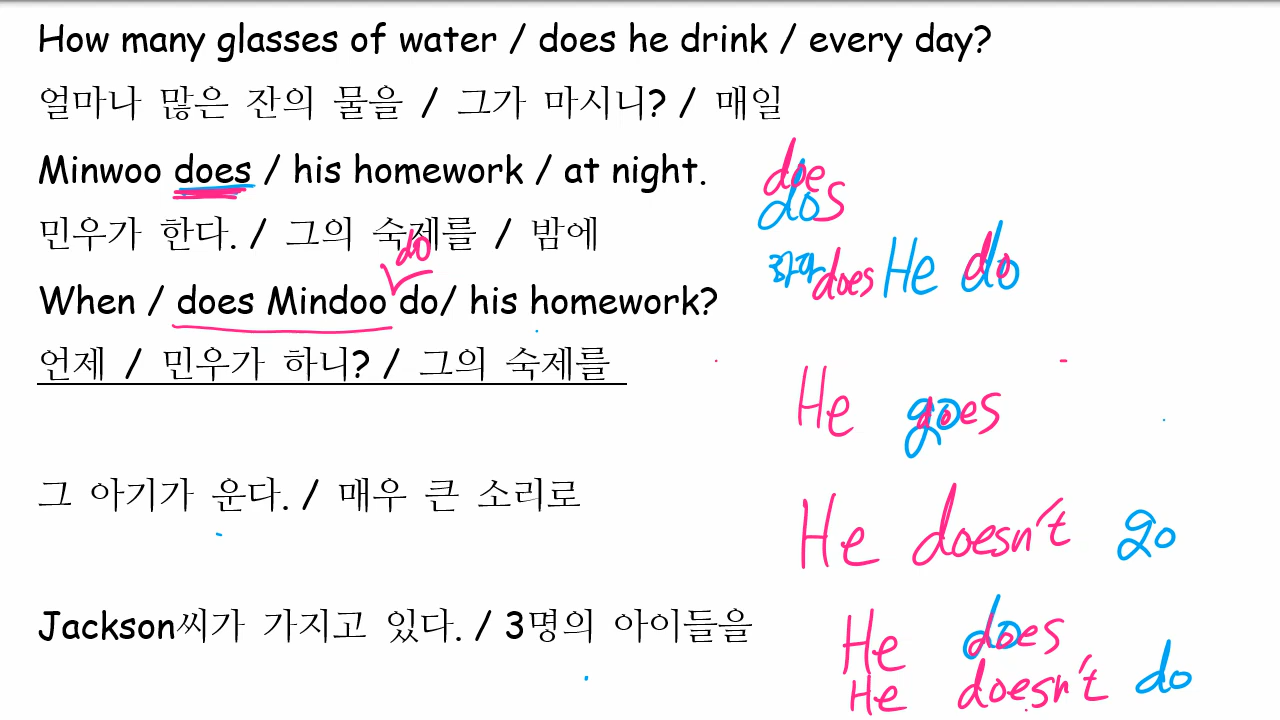 How many glasses of water / does he drink / every day?
얼마나 많은 잔의 물을 / 그가 마시니? / 매일
Minwoo does / his homework / at night.
does
dos
민우가 한다. / 그의 숙제를 / 밤에
do
does He do
When / does Mindoo do/ his homework?
언제 / 민우가 하니? / 그의 숙제를
He goes
그 아기가 운다. / 매우 큰 소리로
He doesn't go
Jackson씨가 가지고 있다. / 3명의 아이들을
He does
He doesn't do